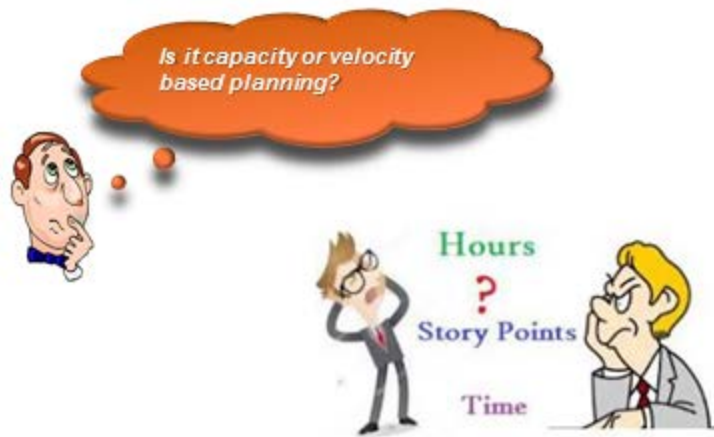 Is it capacity or velocity
based planning?
Hours
?
Story Points
Time